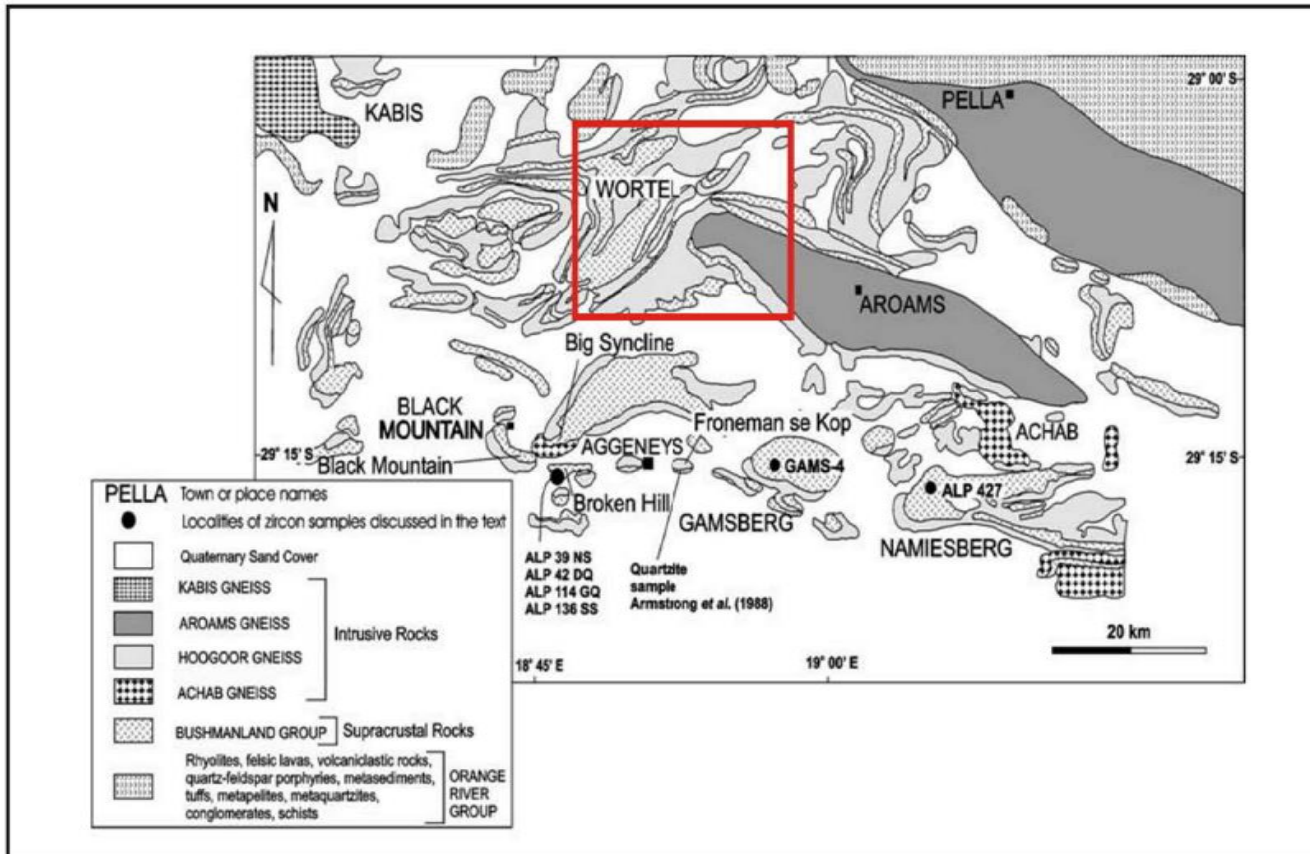 29° 00' S
PELLA
KABIS
WORTEL
N
AROAMS
Big Syncline
BLACK
MOUNTAIN
Froneman se Kop
ACHAB
AGGENEYS
29° 15' S
Black Mountain
GAMS-4
29° 15' S
ALP 427
Broken Hill
GAMSBERG
NAMIESBERG
ALP 39 NS
ALP 42 DQ
ALP 114 GQ
ALP 136 SS
Quartzite
sample
Armstrong et al. (1988)
20 km
18° 45' E
19° 00' E
PELLA Town or place names
Localities of zircon samples discussed in the text
Quaternary Sand Cover
KABIS GNEISS
AROAMS GNEISS
Intrusive Rocks
HOOGOOR GNEISS
ACHAB GNEISS
BUSHMANLAND GROUP Supracrustal Rocks
Rhyolites, felsic lavas, volcaniclastic rocks,
quartz-feldspar porphyries, metasediments,
tuffs, metapelites, metaquartzites,
conglomerates, schists
ORANGE
RIVER
GROUP